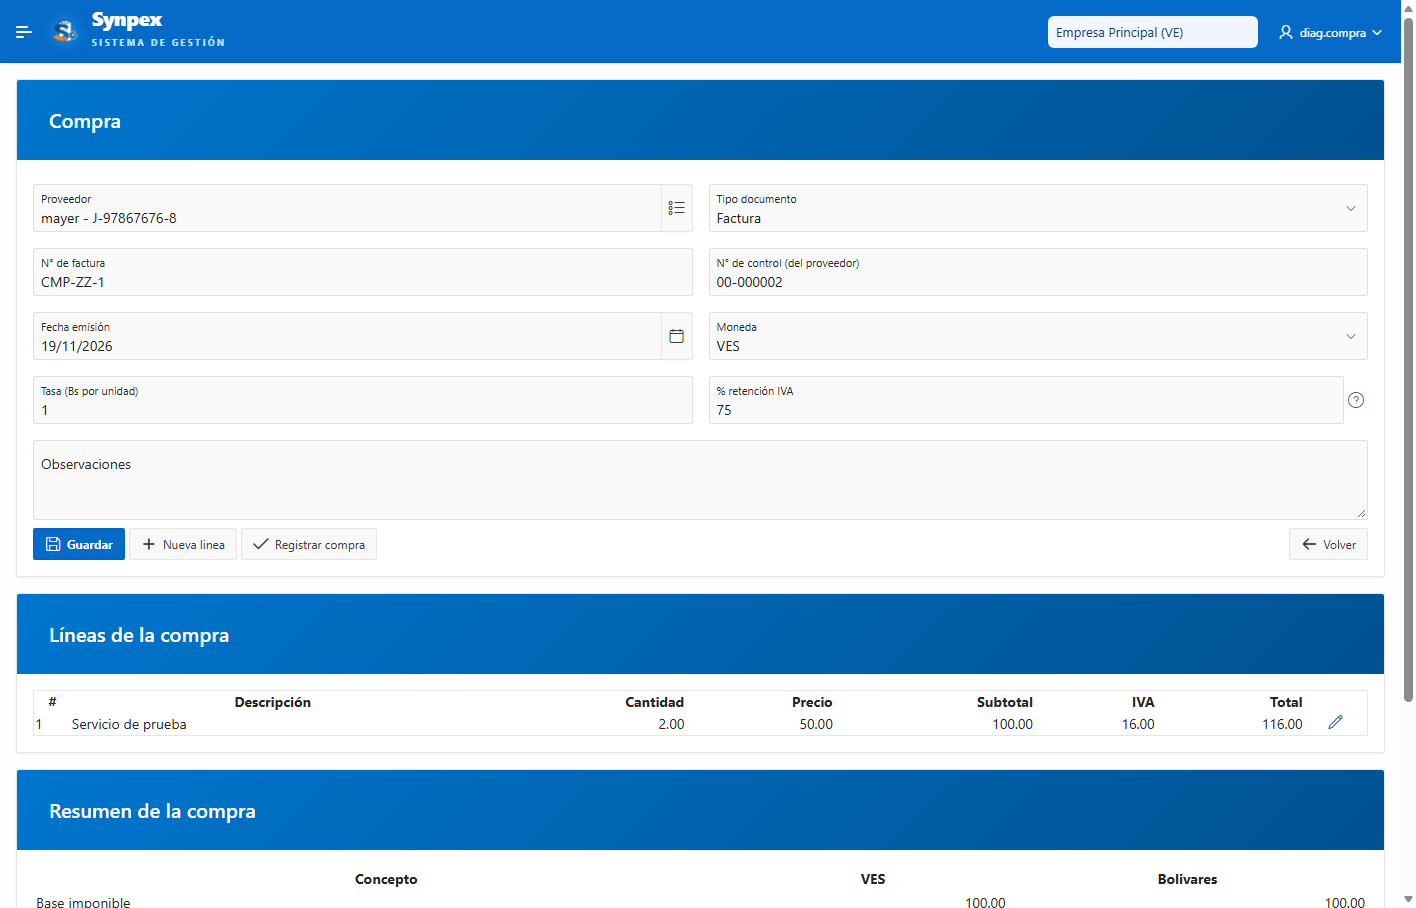 Synpex
SISTEMA DE GESTIÓN
Empresa Principal (VE)
diag.compra
Compra
Proveedor
mayer - J-97867676-8
Tipo documento
Factura
N° de factura
CMP-ZZ-1
N° de control (del proveedor)
00-000002
Fecha emisión
19/11/2026
Moneda
VES
Tasa (Bs por unidad)
1
% retención IVA
75
Observaciones
Guardar
Nueva linea
Registrar compra
Volver
Líneas de la compra
# Descripción Cantidad Precio Subtotal IVA Total
1 Servicio de prueba 2.00 50.00 100.00 16.00 116.00
Resumen de la compra
Concepto VES Bolivares
Base imponible 100.00 100.00